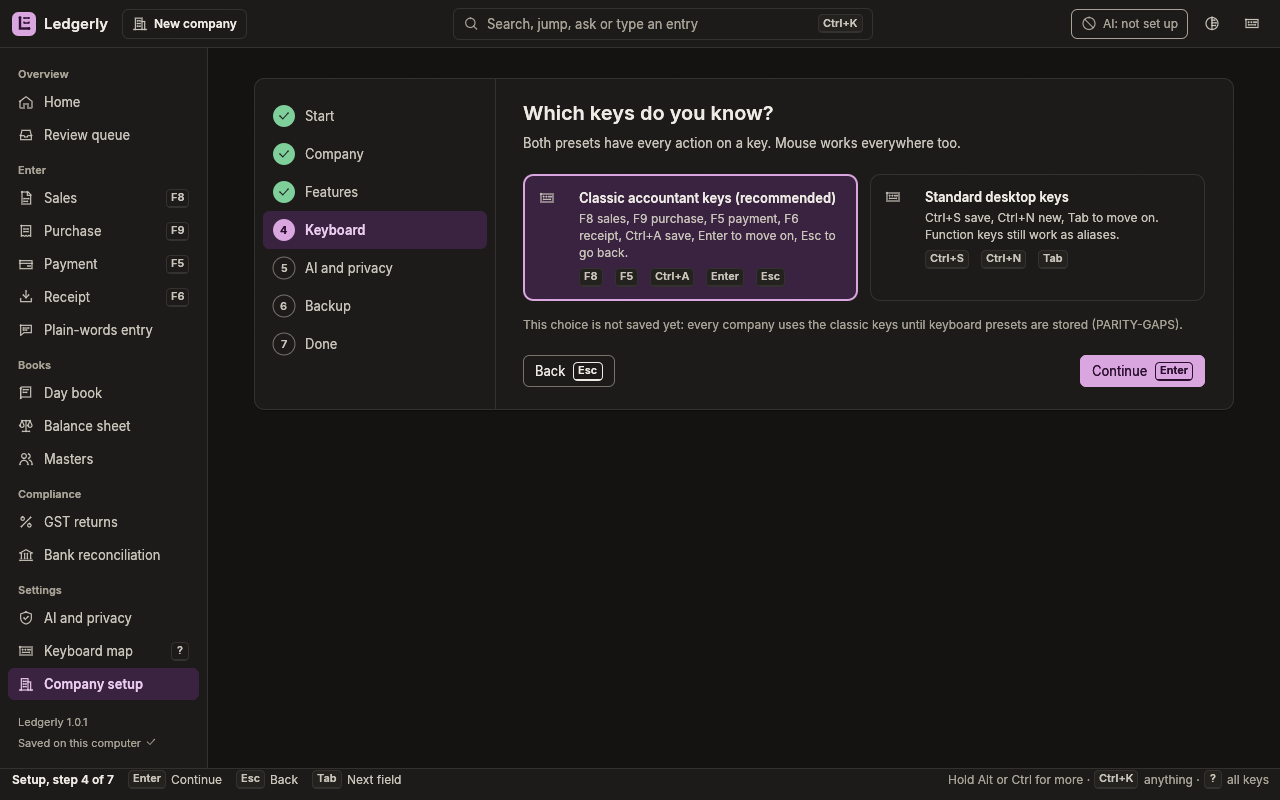 Ledgerly
New company
Search, jump, ask or type an entry
Ctrl+K
AI: not set up
Overview
Home
Review queue
Enter
Sales F8
Purchase F9
Payment F5
Receipt F6
Plain-words entry
Books
Day book
Balance sheet
Masters
Compliance
GST returns
Bank reconciliation
Settings
AI and privacy
Keyboard map ?
Company setup
Ledgerly 1.0.1
Saved on this computer
Start
Company
Features
4 Keyboard
5 AI and privacy
6 Backup
7 Done
Which keys do you know?
Both presets have every action on a key. Mouse works everywhere too.
Classic accountant keys (recommended)
F8 sales, F9 purchase, F5 payment, F6
receipt, Ctrl+A save, Enter to move on, Esc to
go back.
F8 F5 Ctrl+A Enter Esc
Standard desktop keys
Ctrl+S save, Ctrl+N new, Tab to move on.
Function keys still work as aliases.
Ctrl+S Ctrl+N Tab
This choice is not saved yet: every company uses the classic keys until keyboard presets are stored (PARITY-GAPS).
Back Esc
Continue Enter
Setup, step 4 of 7 Enter Continue Esc Back Tab Next field
Hold Alt or Ctrl for more · Ctrl+K anything · ? all keys